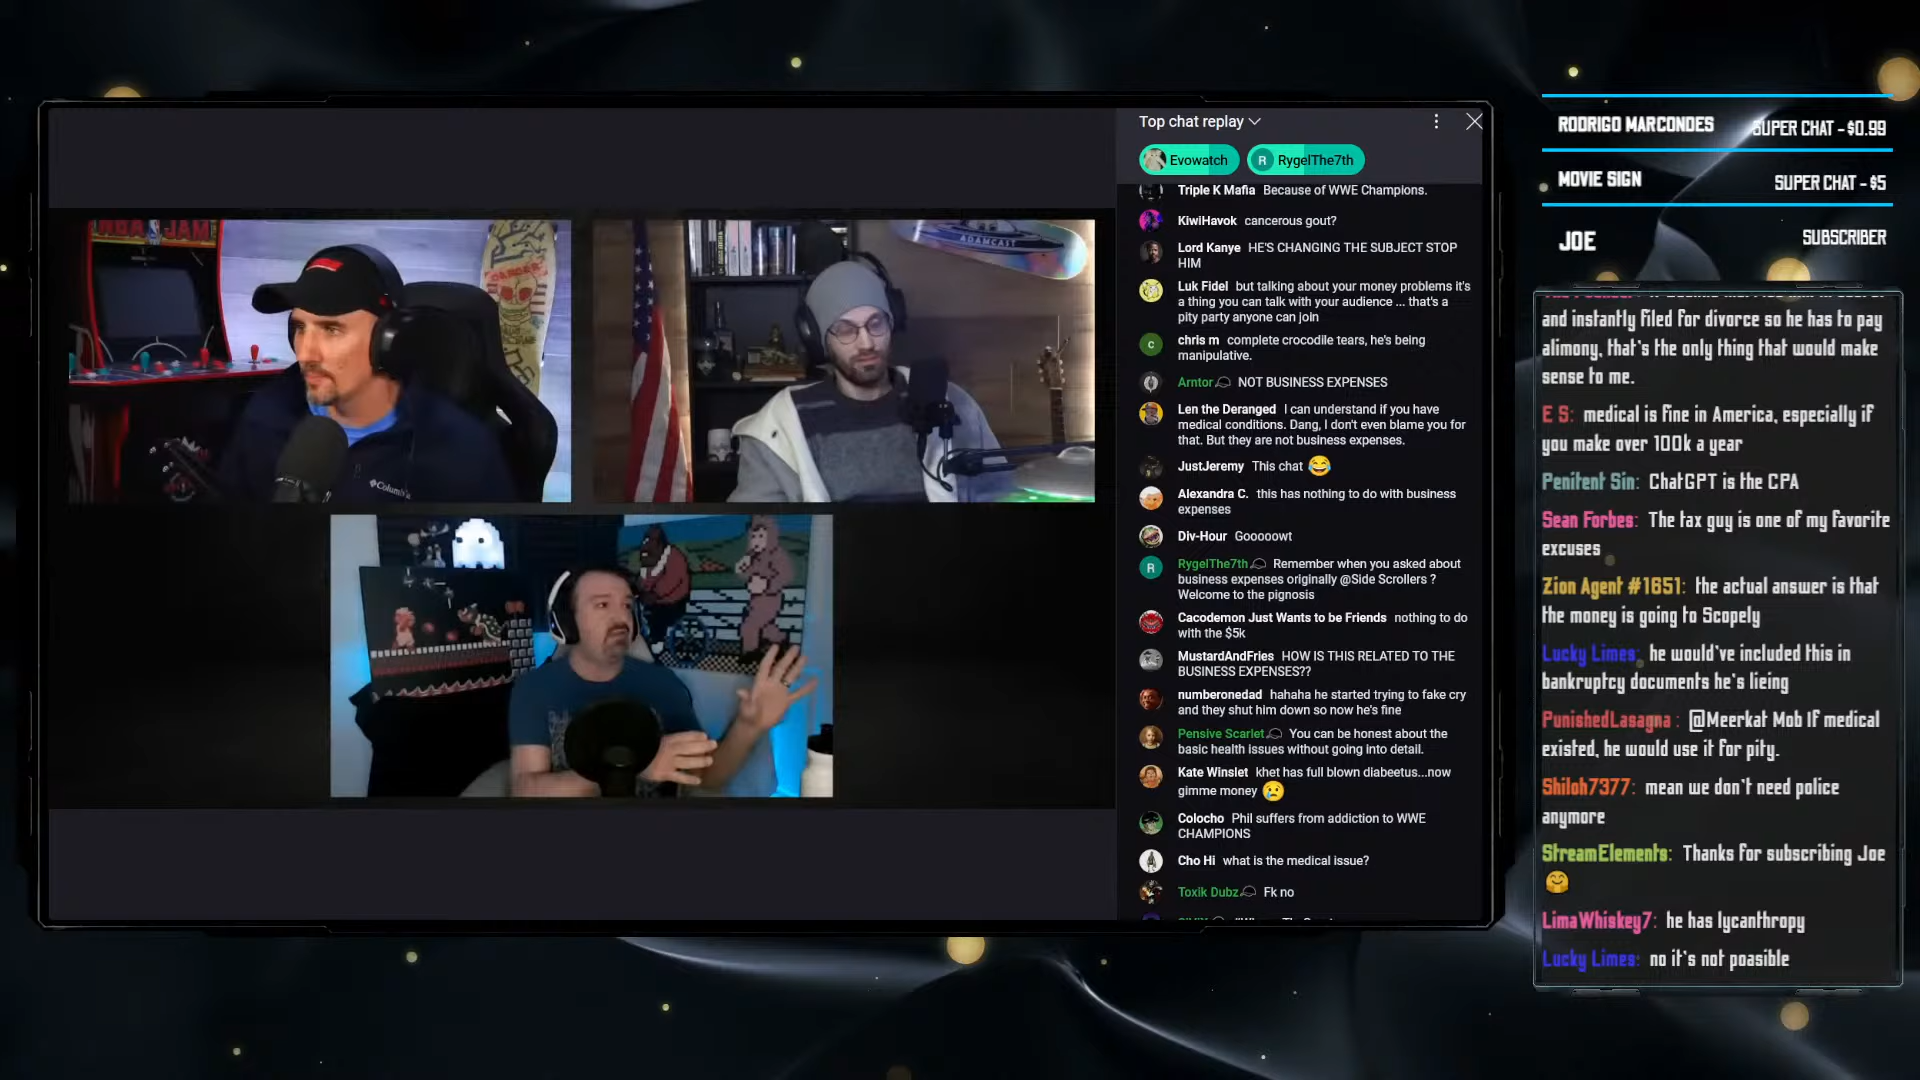 NBA JAM
DANGER
ADAMCAST
Columbia
Top chat replay
Evowatch
R RygelThe7th
Triple K Mafia Because of WWE Champions.
KiwiHavok cancerous gout?
Lord Kanye HE'S CHANGING THE SUBJECT STOP
HIM
Luk Fidel but talking about your money problems it's
a thing you can talk with your audience ... that's a
pity party anyone can join
c chris m complete crocodile tears, he's being
manipulative.
Arntor NOT BUSINESS EXPENSES
Len the Deranged I can understand if you have
medical conditions. Dang, I don't even blame you for
that. But they are not business expenses.
JustJeremy This chat 😂
Alexandra C. this has nothing to do with business
expenses
Div-Hour Gooooowt
R RygelThe7th Remember when you asked about
business expenses originally @Side Scrollers ?
Welcome to the pignosis
Cacodemon Just Wants to be Friends nothing to do
with the $5k
MustardAndFries HOW IS THIS RELATED TO THE
BUSINESS EXPENSES??
numberonedad hahaha he started trying to fake cry
and they shut him down so now he's fine
Pensive Scarlet You can be honest about the
basic health issues without going into detail.
Kate Winslet khet has full blown diabeetus...now
gimme money 😢
Colocho Phil suffers from addiction to WWE
CHAMPIONS
Cho Hi what is the medical issue?
Toxik Dubz Fk no
RODRIGO MARCONDES SUPER CHAT - $0.99
MOVIE SIGN SUPER CHAT - $5
JOE SUBSCRIBER
and instantly filed for divorce so he has to pay
alimony, that's the only thing that would make
sense to me.
E S: medical is fine in America, especially if
you make over 100k a year
Penitent Sin: ChatGPT is the CPA
Sean Forbes: The tax guy is one of my favorite
excuses
Zion Agent #1651: the actual answer is that
the money is going to Scopely
Lucky Limes: he would've included this in
bankruptcy documents he's lieing
PunishedLasagna : @Meerkat Mob If medical
existed, he would use it for pity.
Shiloh7377: mean we don't need police
anymore
StreamElements: Thanks for subscribing Joe
🤗
LimaWhiskey7: he has lycanthropy
Lucky Limes: no it's not poasible